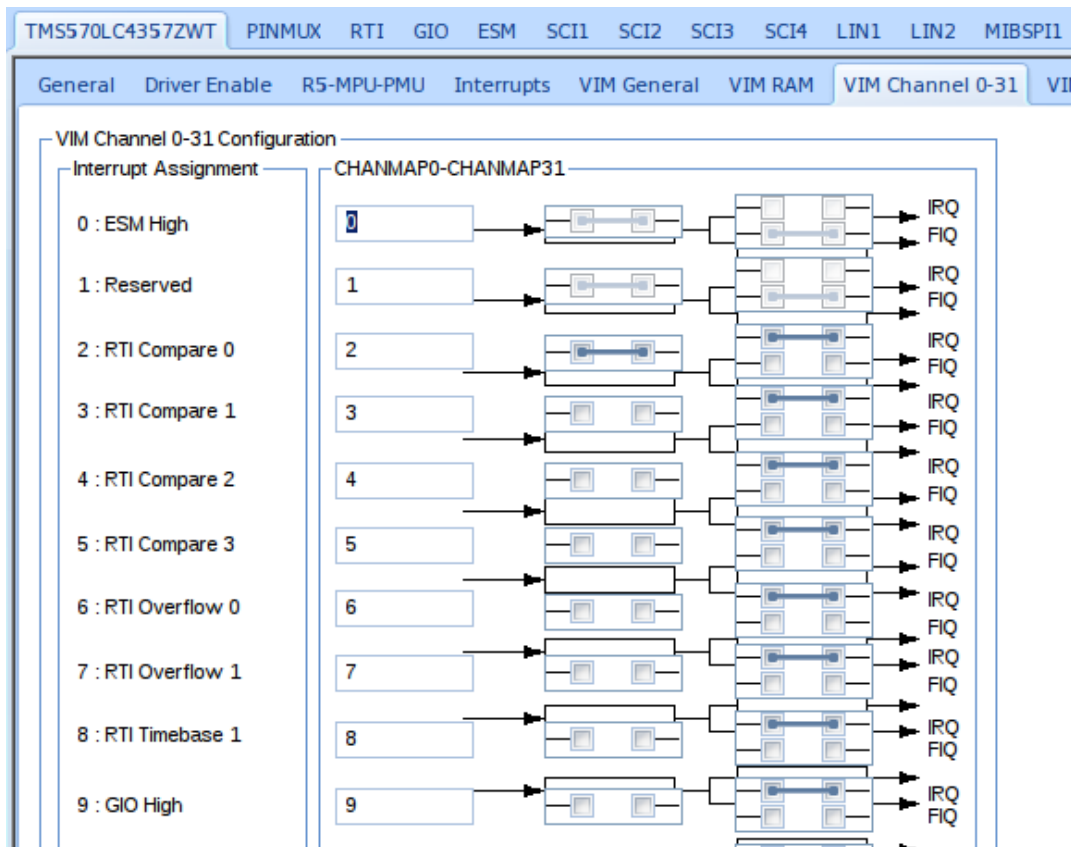 TMS570LC4357ZWT PINMUX RTI GIO ESM SCI1 SCI2 SCI3 SCI4 LIN1 LIN2 MIBSPI1
General Driver Enable R5-MPU-PMU Interrupts VIM General VIM RAM VIM Channel 0-31
VIM Channel 0-31 Configuration
Interrupt Assignment CHANMAP0-CHANMAP31
0 : ESM High 0 IRQ
FIQ
1 : Reserved 1 IRQ
FIQ
2 : RTI Compare 0 2 IRQ
FIQ
3 : RTI Compare 1 3 IRQ
FIQ
4 : RTI Compare 2 4 IRQ
FIQ
5 : RTI Compare 3 5 IRQ
FIQ
6 : RTI Overflow 0 6 IRQ
FIQ
7 : RTI Overflow 1 7 IRQ
FIQ
8 : RTI Timebase 1 8 IRQ
FIQ
9 : GIO High 9 IRQ
FIQ